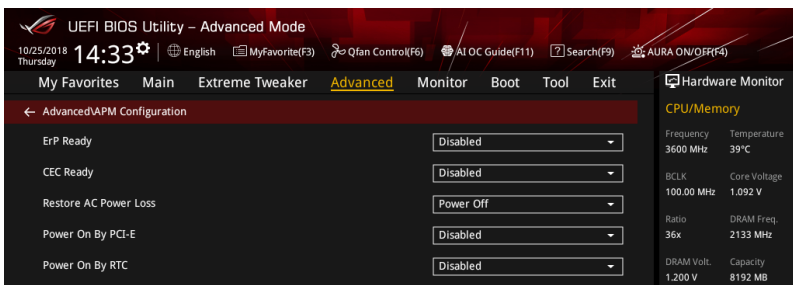 UEFI BIOS Utility – Advanced Mode
10/25/2018 Thursday 14:33 English MyFavorite(F3) Qfan Control(F6) AI OC Guide(F11) Search(F9) AURA ON/OFF(F4)
My Favorites Main Extreme Tweaker Advanced Monitor Boot Tool Exit
Hardware Monitor
← Advanced\APM Configuration
ErP Ready Disabled
CEC Ready Disabled
Restore AC Power Loss Power Off
Power On By PCI-E Disabled
Power On By RTC Disabled
CPU/Memory
Frequency Temperature
3600 MHz 39°C
BCLK Core Voltage
100.00 MHz 1.092 V
Ratio DRAM Freq.
36x 2133 MHz
DRAM Volt. Capacity
1.200 V 8192 MB